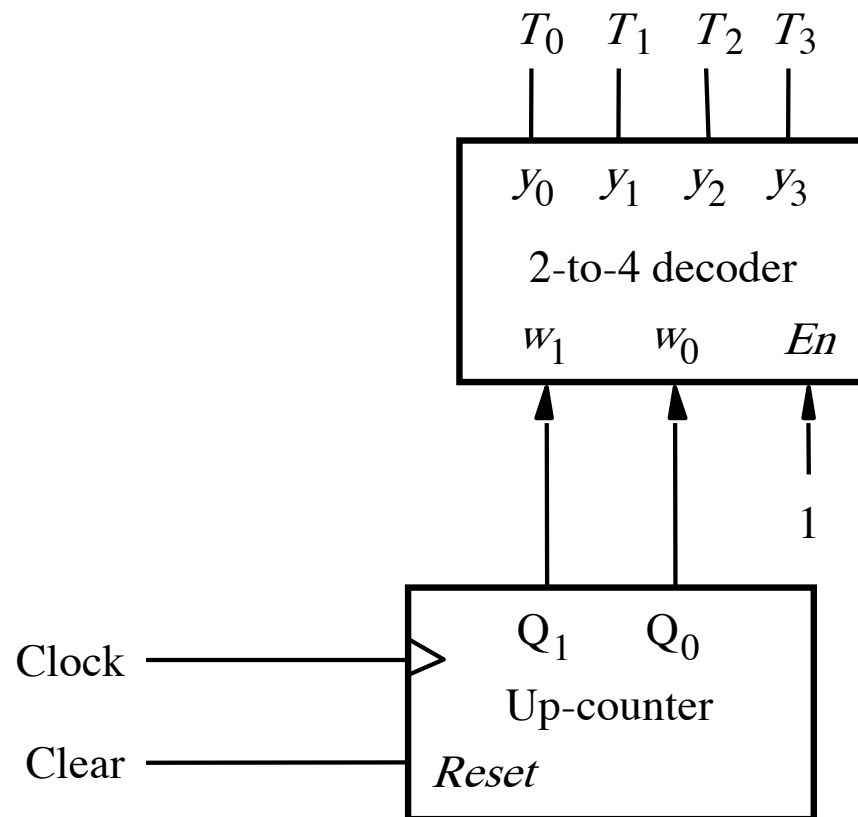 T0 T1 T2 T3
y0 y1 y2 y3
2-to-4 decoder
w1 w0 En
1
Q1 Q0
Clock
Up-counter
Clear
Reset